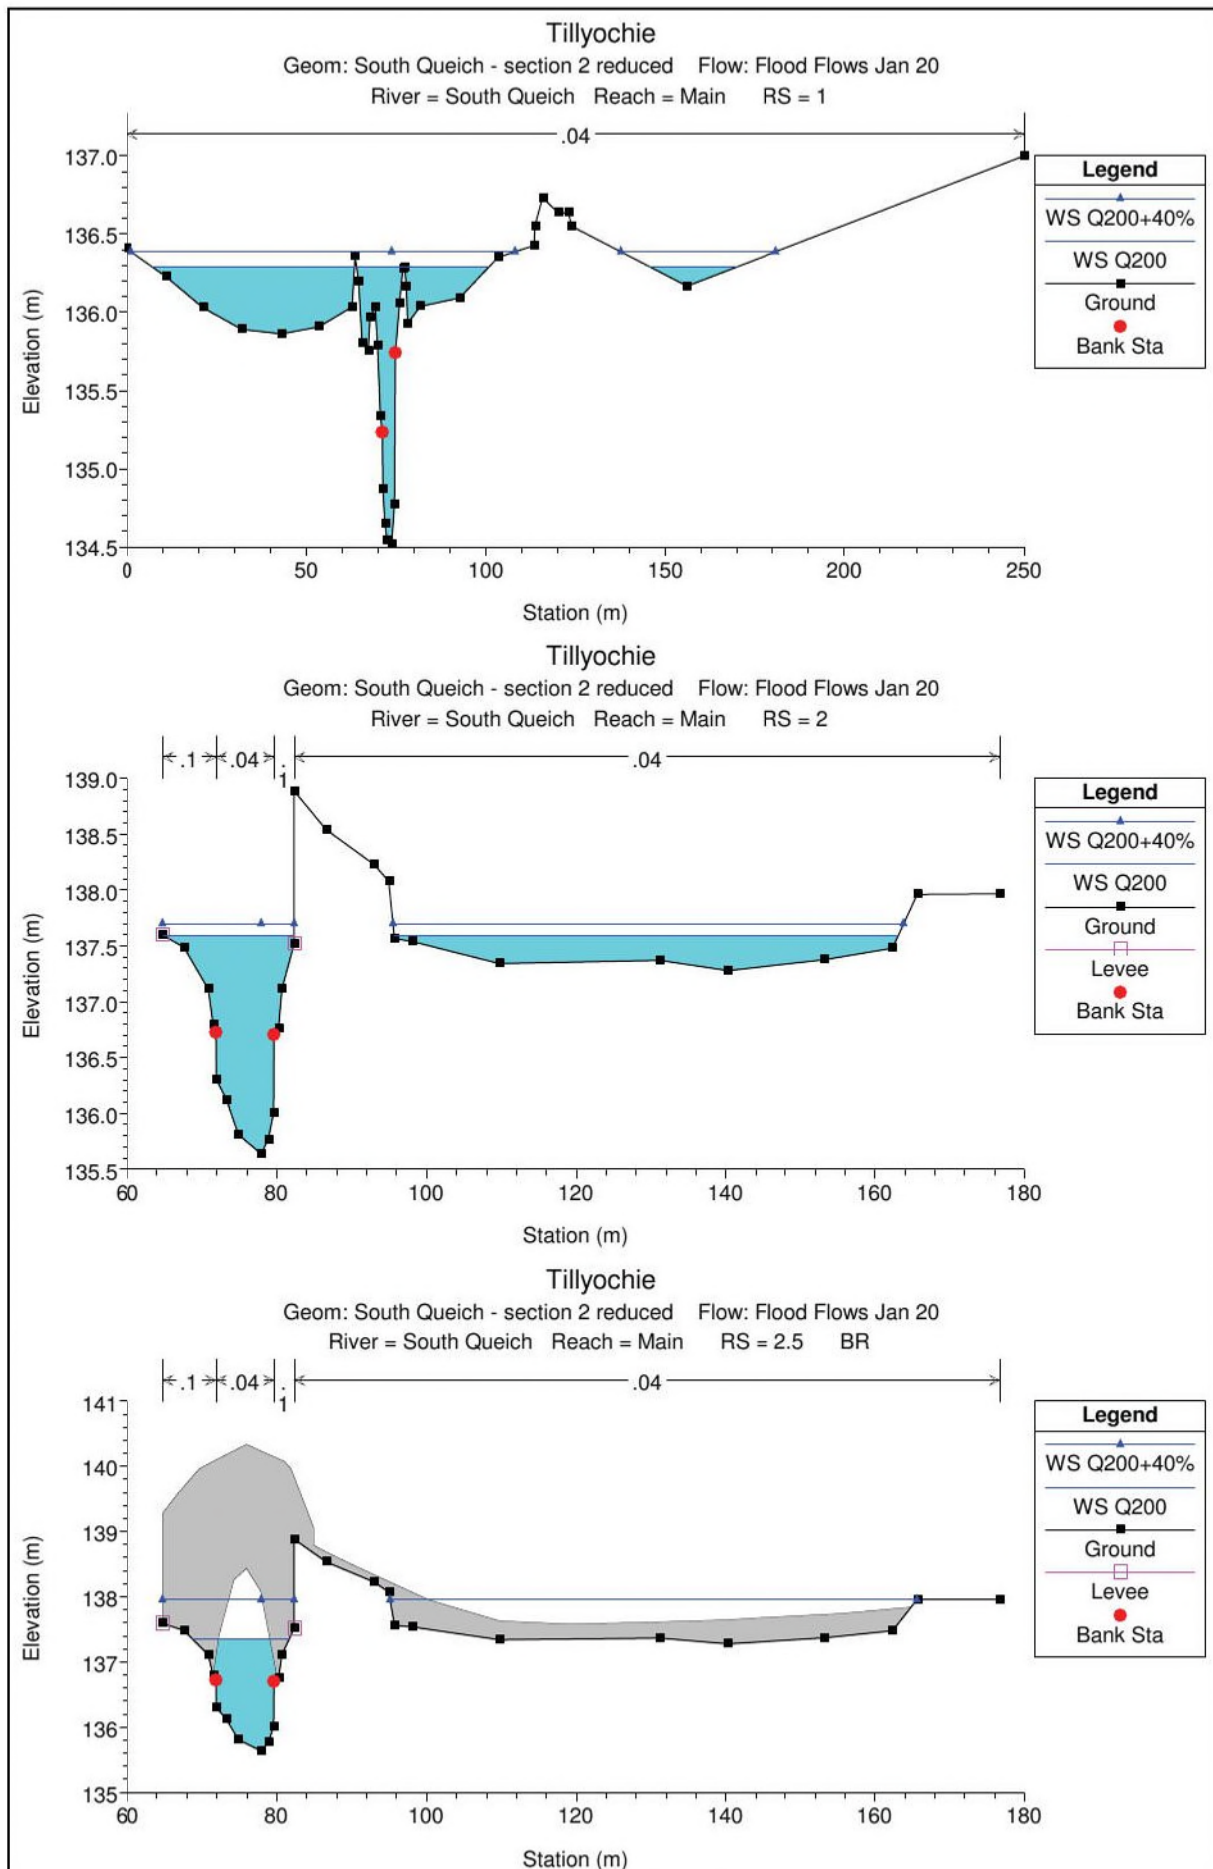 Tillyochie
Geom: South Queich - section 2 reduced Flow: Flood Flows Jan 20
River = South Queich Reach = Main RS = 1
.04
137.0
136.5
136.0
135.5
135.0
134.5
Elevation (m)
0 50 100 150 200 250
Station (m)
Legend
WS Q200+40%
WS Q200
Ground
Bank Sta
Tillyochie
Geom: South Queich - section 2 reduced Flow: Flood Flows Jan 20
River = South Queich Reach = Main RS = 2
.1 .04 .1 .04
139.0
138.5
138.0
137.5
137.0
136.5
136.0
135.5
Elevation (m)
60 80 100 120 140 160 180
Station (m)
Legend
WS Q200+40%
WS Q200
Ground
Levee
Bank Sta
Tillyochie
Geom: South Queich - section 2 reduced Flow: Flood Flows Jan 20
River = South Queich Reach = Main RS = 2.5 BR
.1 .04 .1 .04
141
140
139
138
137
136
135
Elevation (m)
60 80 100 120 140 160 180
Station (m)
Legend
WS Q200+40%
WS Q200
Ground
Levee
Bank Sta